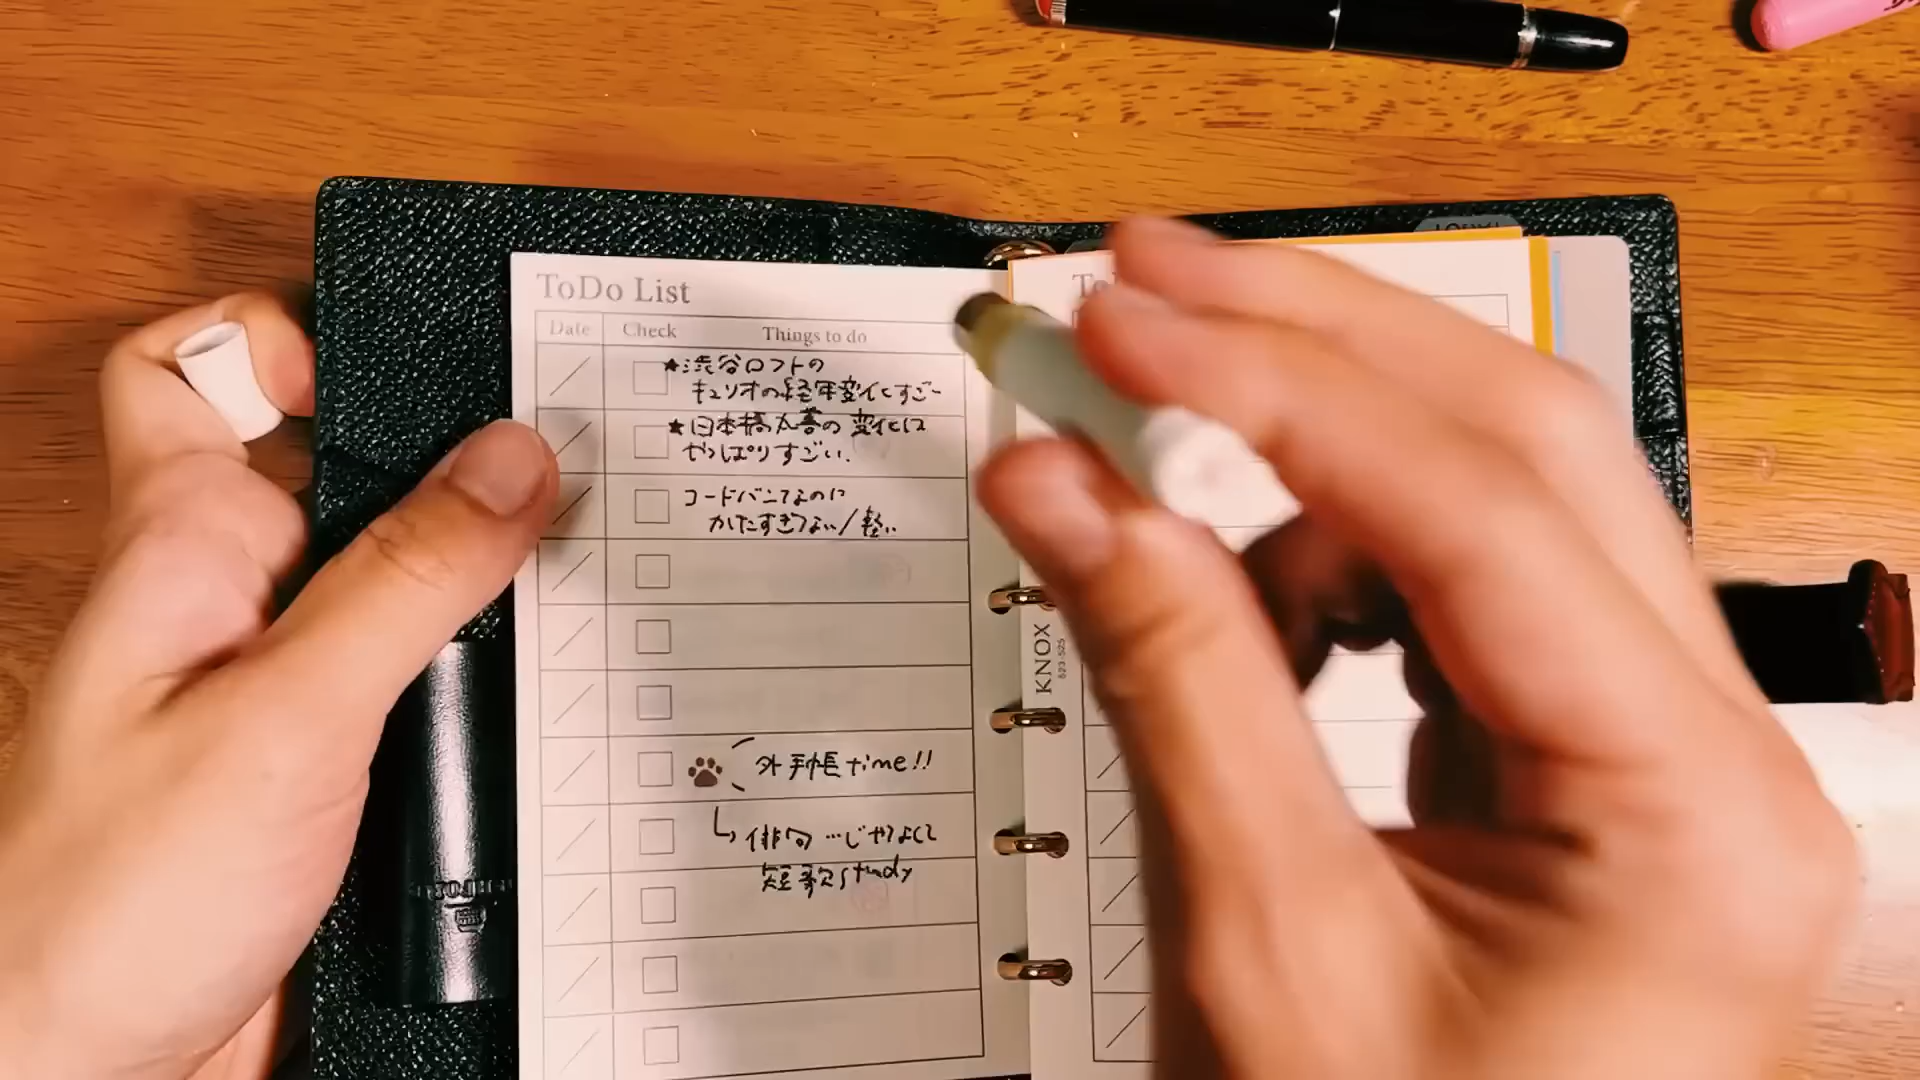 ToDo List
Date Check Things to do
★渋谷ロフトの
キュリオの経年変化すごー
★日本橋丸善の変化は
やっぱりすごい.
コードバンなのに
かたすぎない/軽い
外手帳time!!
俳句…じゃなくて
短歌study
KNOX
523-525